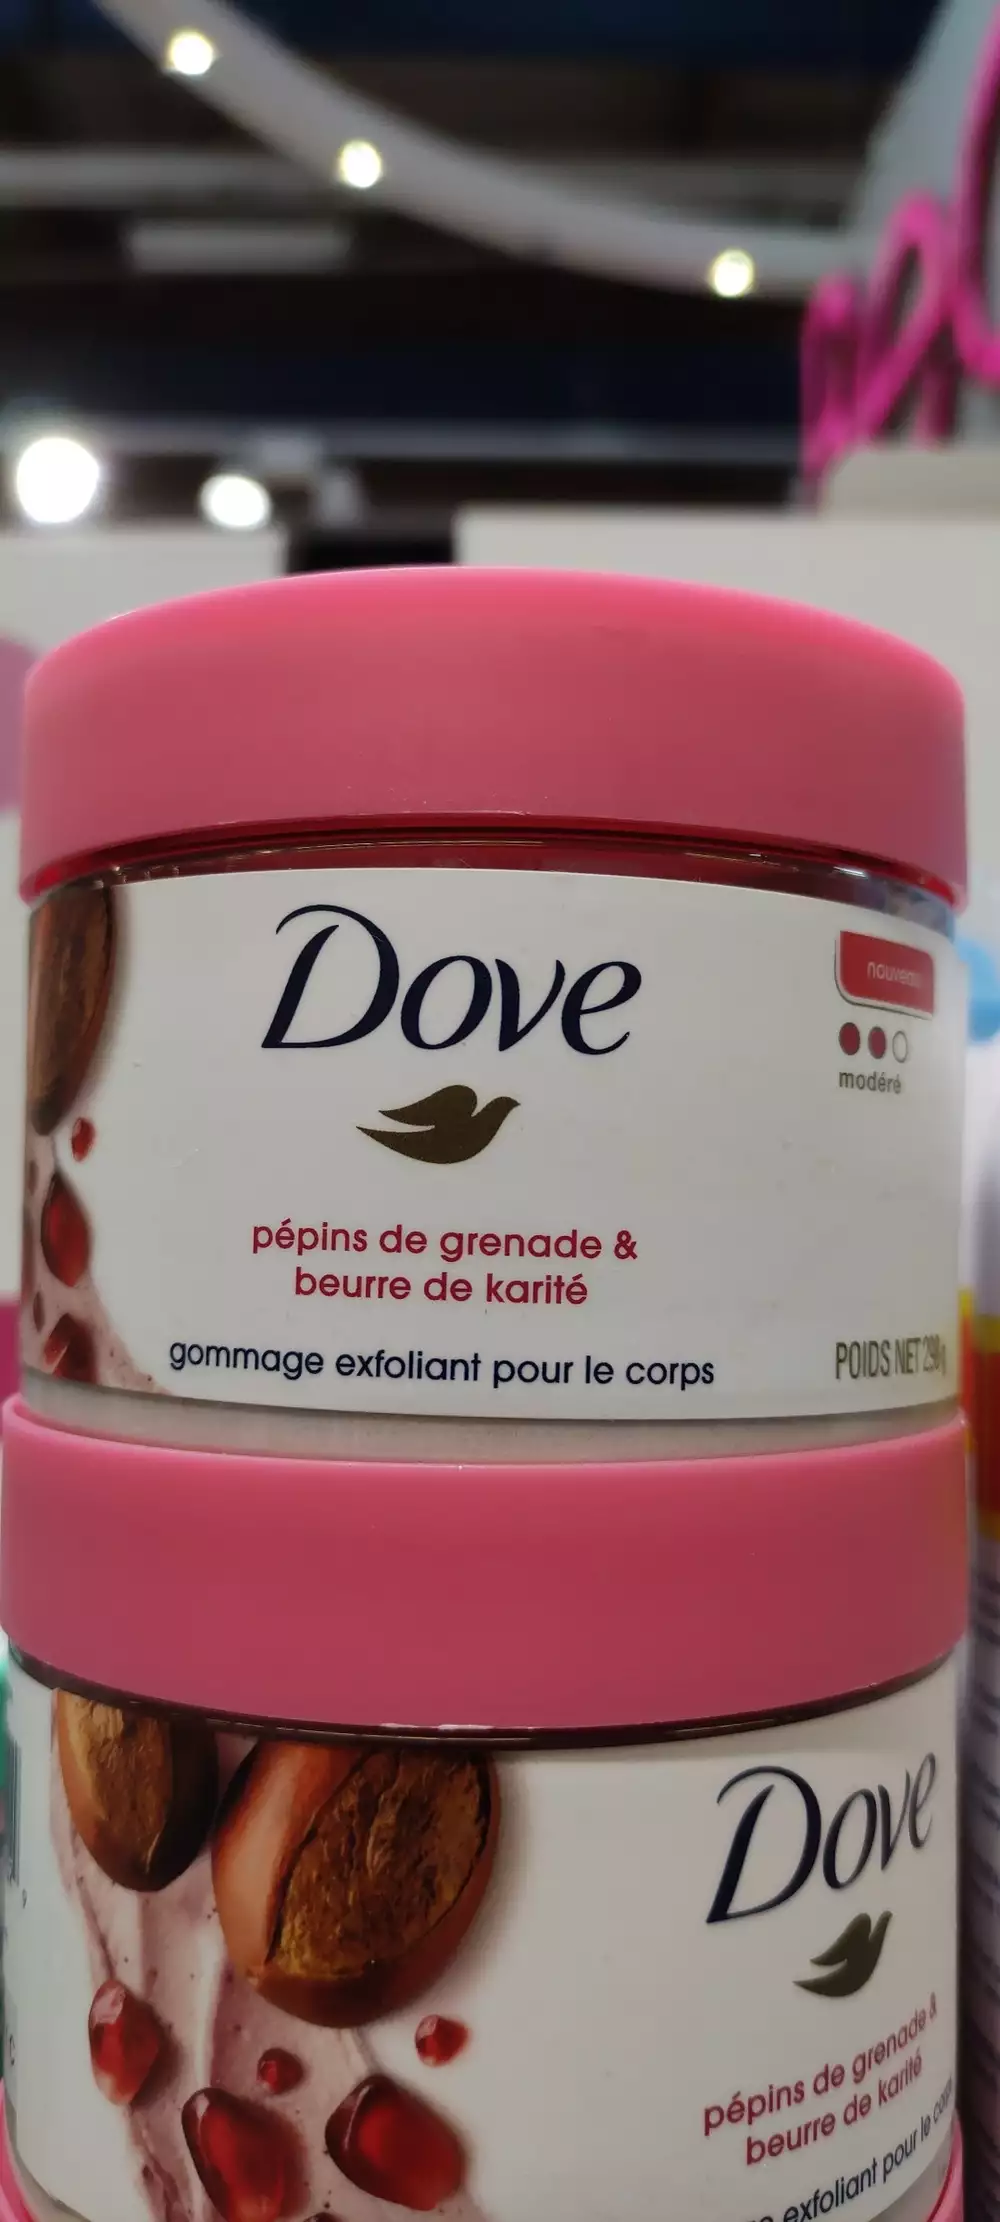 Dove
nouveau
modéré
pépins de grenade &
beurre de karité
gommage exfoliant pour le corps
POIDS NET
Dove
pépins de grenade &
beurre de karité
exfoliant pour le